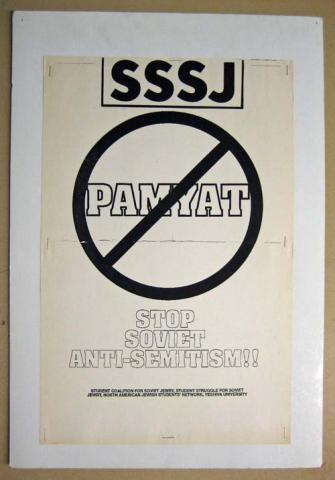 SSSJ
PAMYAT
STOP
SOVIET
ANTI-SEMITISM!!
STUDENT COALITION FOR SOVIET JEWRY, STUDENT STRUGGLE FOR SOVIET
JEWRY, NORTH AMERICAN JEWISH STUDENTS' NETWORK, YESHIVA UNIVERSITY